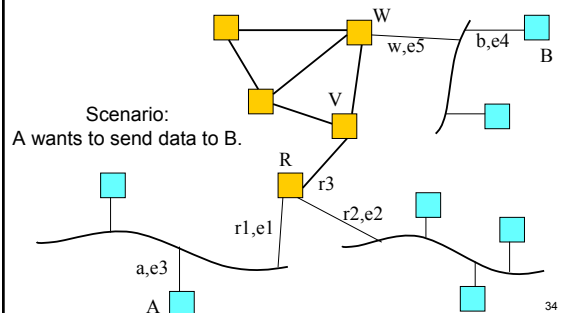 W
w,e5
b,e4
B
V
Scenario:
A wants to send data to B.
R
r3
r1,e1
r2,e2
a,e3
A
34